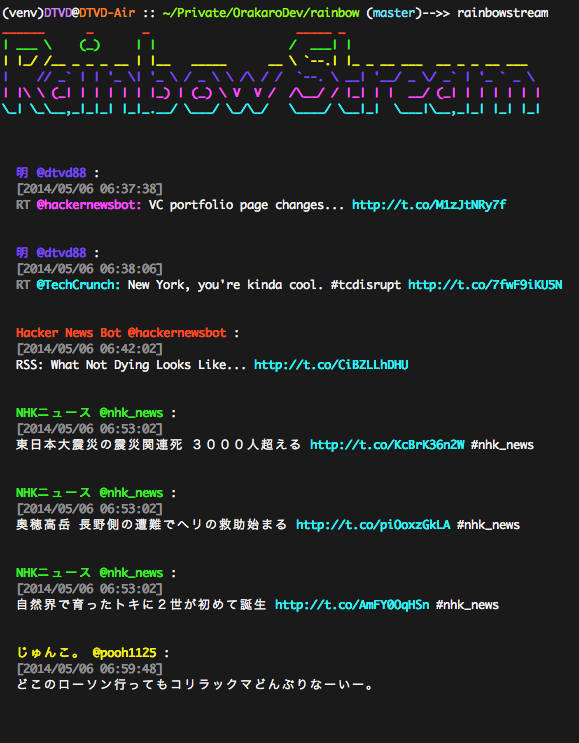 (venv)DTVD@DTVD-Air :: ~/Private/OrakaroDev/rainbow (master)-->> rainbowstream
Rainbow Stream
明 @dtvd88 :
[2014/05/06 06:37:38]
RT @hackernewsbot: VC portfolio page changes... http://t.co/M1zJtNRy7f
明 @dtvd88 :
[2014/05/06 06:38:06]
RT @TechCrunch: New York, you're kinda cool. #tcdisrupt http://t.co/7fwF9iKU5N
Hacker News Bot @hackernewsbot :
[2014/05/06 06:42:02]
RSS: What Not Dying Looks Like... http://t.co/CiBZLLhDHU
NHKニュース @nhk_news :
[2014/05/06 06:53:02]
東日本大震災の震災関連死 ３０００人超える http://t.co/KcBrK36n2W #nhk_news
NHKニュース @nhk_news :
[2014/05/06 06:53:02]
奥穂高岳 長野側の遭難でヘリの救助始まる http://t.co/piOoxzGkLA #nhk_news
NHKニュース @nhk_news :
[2014/05/06 06:53:02]
自然界で育ったトキに２世が初めて誕生 http://t.co/AmFY0OqHSn #nhk_news
じゅんこ。 @pooh1125 :
[2014/05/06 06:59:48]
どこのローソン行ってもコリラックマどんぶりなーいー。